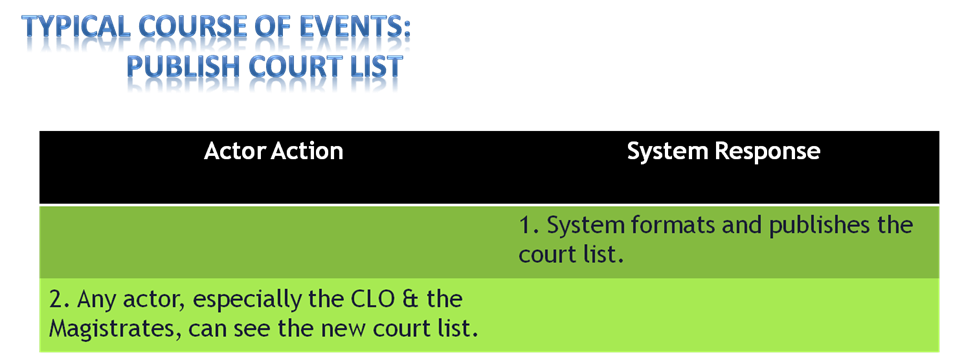 TYPICAL COURSE OF EVENTS:
PUBLISH COURT LIST
Actor Action
System Response
1. System formats and publishes the
court list.
2. Any actor, especially the CLO & the
Magistrates, can see the new court list.